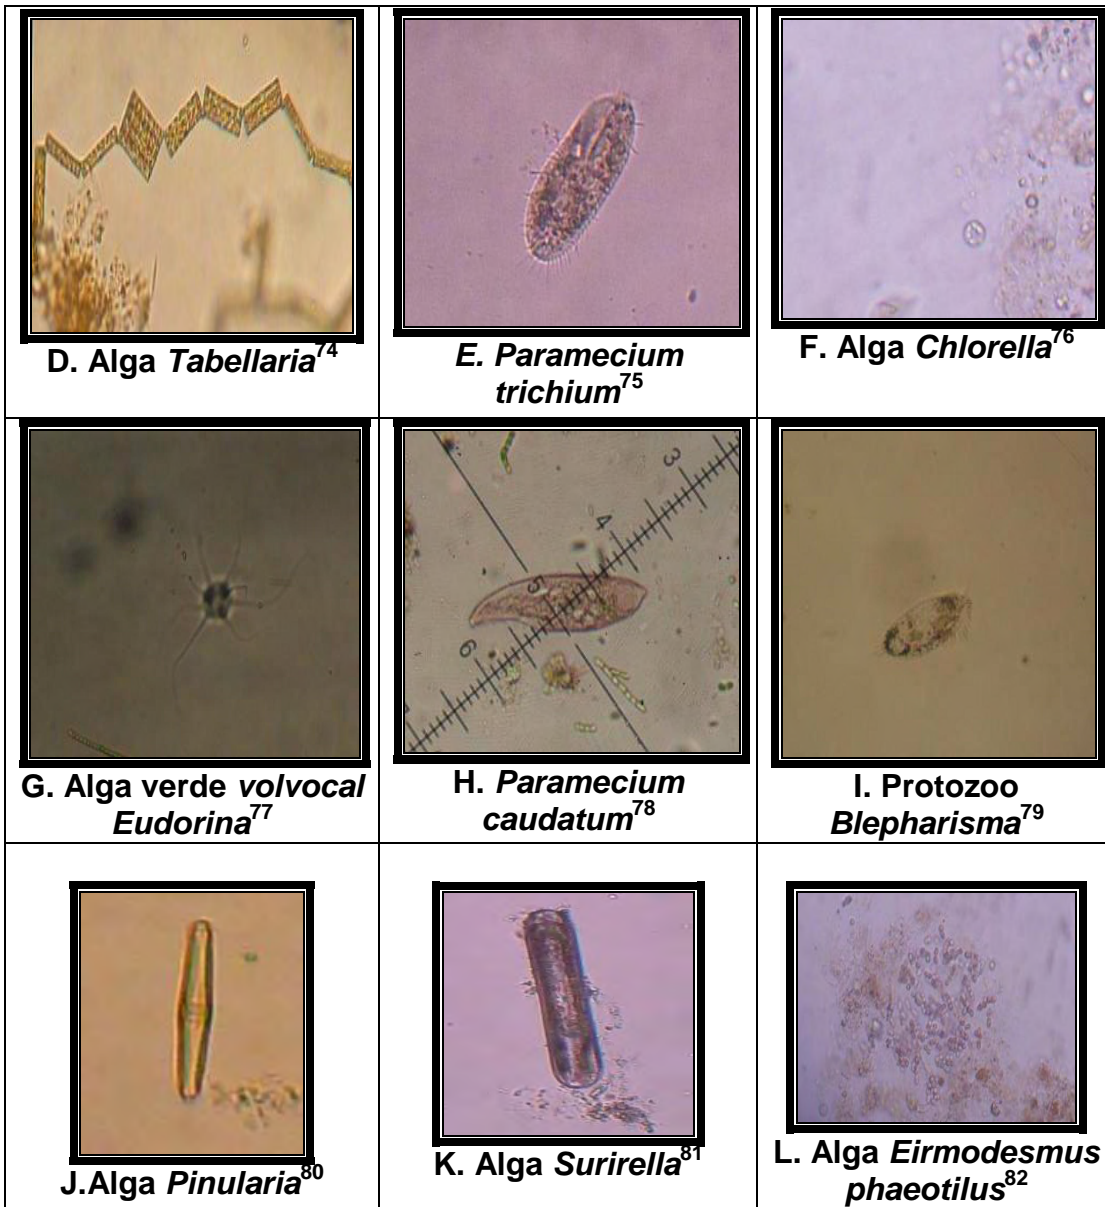 D. Alga Tabellaria74
E. Paramecium
trichium75
F. Alga Chlorella76
3
4
5
6
G. Alga verde volvocal
Eudorina77
H. Paramecium
caudatum78
I. Protozoo
Blepharisma79
J.Alga Pinularia80
K. Alga Surirella81
L. Alga Eirmodesmus
phaeotilus82